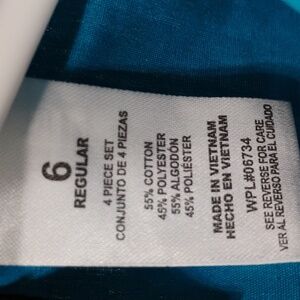 6
REGULAR
4 PIECE SET
CONJUNTO DE 4 PIEZAS
55% COTTON
45% POLYESTER
55% ALGODÓN
45% POLIÉSTER
MADE IN VIETNAM
HECHO EN VIETNAM
WPL#06734
SEE REVERSE FOR CARE
VER AL REVERSO PARA EL CUIDADO